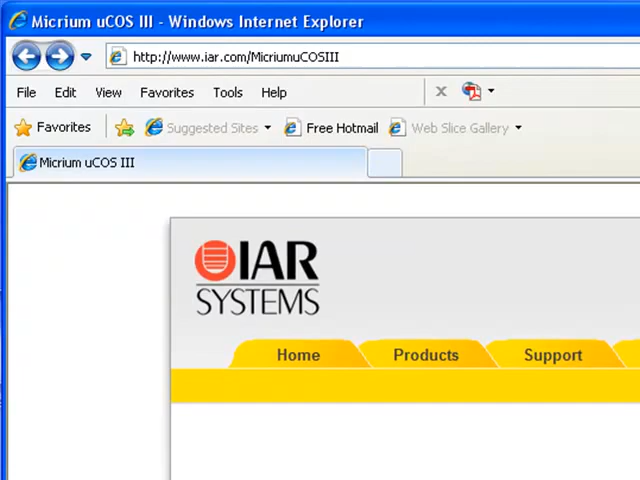 Micrium uCOS III - Windows Internet Explorer
http://www.iar.com/MicriumuCOSIII
File Edit View Favorites Tools Help x
Favorites Suggested Sites Free Hotmail Web Slice Gallery
Micrium uCOS III
IAR
SYSTEMS
Home Products Support